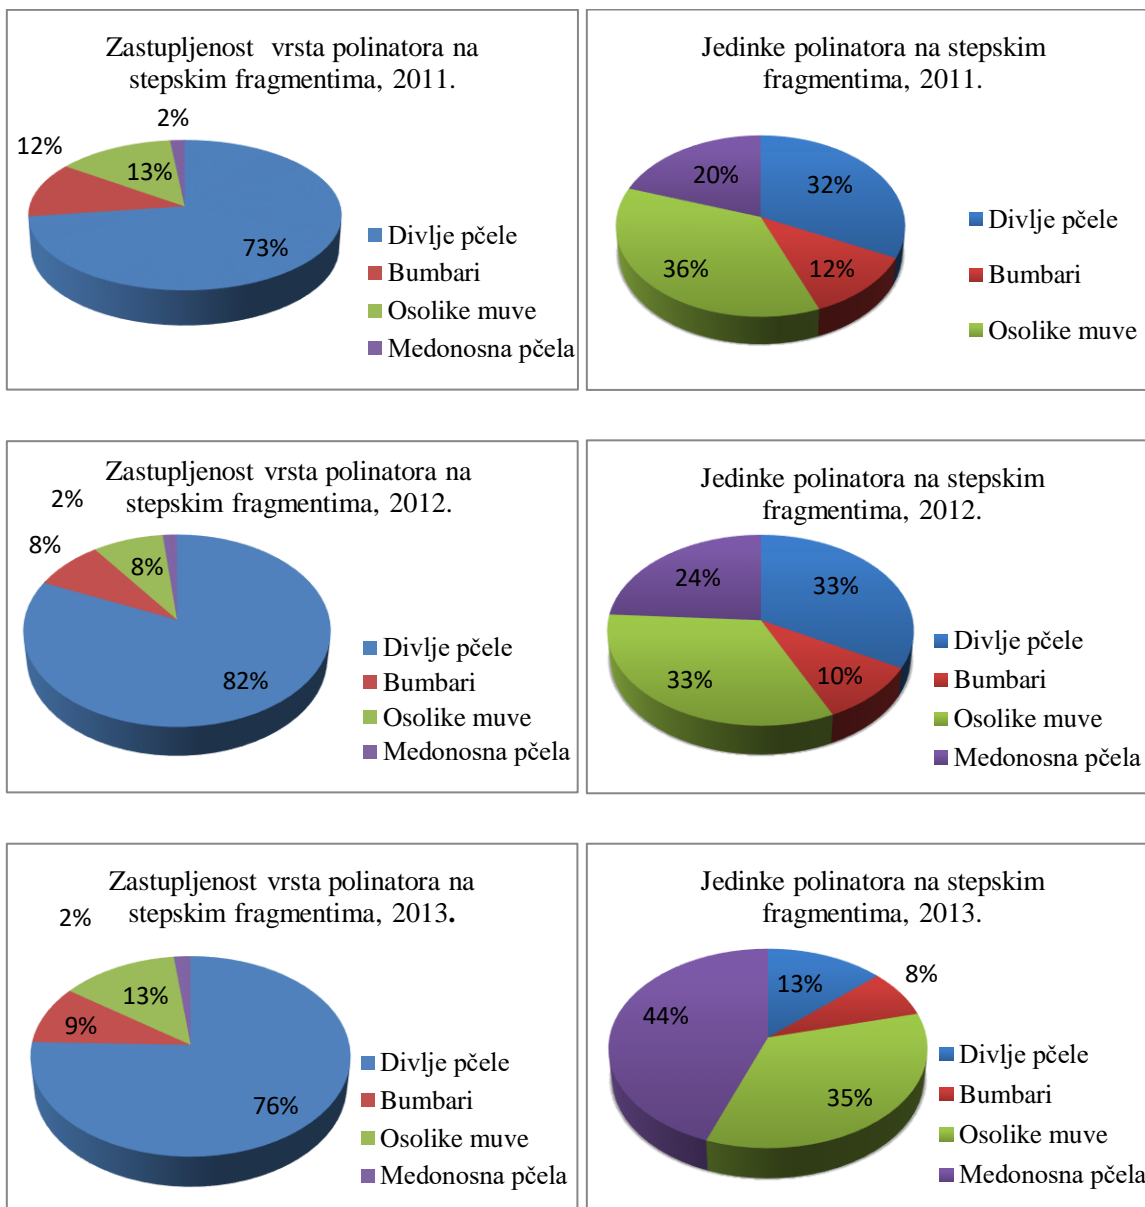 Zastupljenost vrsta polinatora na
stepskim fragmentima, 2011.
2%
12%
13%
73%
Divlje pčele
Bumbari
Osolike muve
Medonosna pčela
Jedinke polinatora na stepskim
fragmentima, 2011.
20%
32%
36%
12%
Divlje pčele
Bumbari
Osolike muve
Zastupljenost vrsta polinatora na
stepskim fragmentima, 2012.
2%
8%
8%
82%
Divlje pčele
Bumbari
Osolike muve
Medonosna pčela
Jedinke polinatora na stepskim
fragmentima, 2012.
24%
33%
33%
10%
Divlje pčele
Bumbari
Osolike muve
Medonosna pčela
Zastupljenost vrsta polinatora na
stepskim fragmentima, 2013.
2%
13%
9%
76%
Divlje pčele
Bumbari
Osolike muve
Medonosna pčela
Jedinke polinatora na stepskim
fragmentima, 2013.
13%
8%
44%
35%
Divlje pčele
Bumbari
Osolike muve
Medonosna pčela